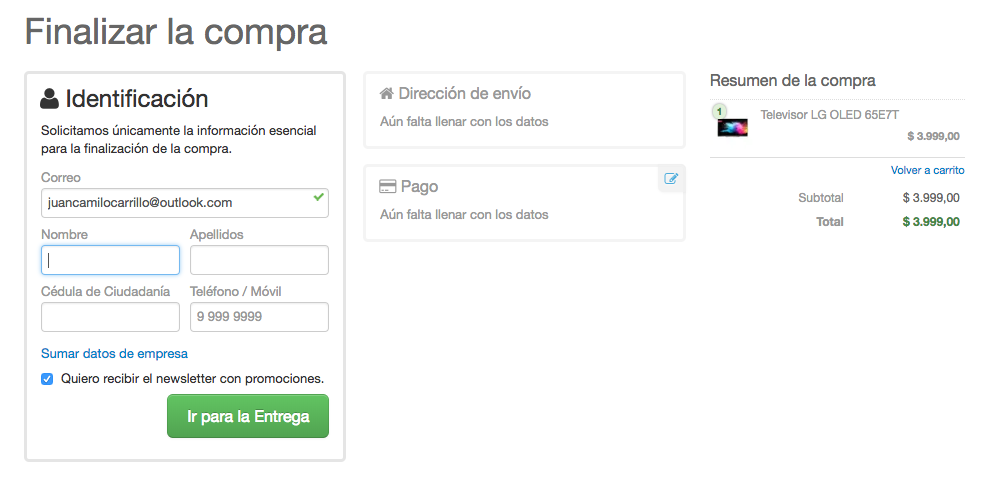 Finalizar la compra
Identificación
Solicitamos únicamente la información esencial
para la finalización de la compra.
Correo
juancamilocarrillo@outlook.com
Nombre
Apellidos
Cédula de Ciudadanía
Teléfono / Móvil
9 999 9999
Sumar datos de empresa
Quiero recibir el newsletter con promociones.
Ir para la Entrega
Dirección de envío
Aún falta llenar con los datos
Pago
Aún falta llenar con los datos
Resumen de la compra
1
Televisor LG OLED 65E7T
$ 3.999,00
Volver a carrito
Subtotal $ 3.999,00
Total $ 3.999,00